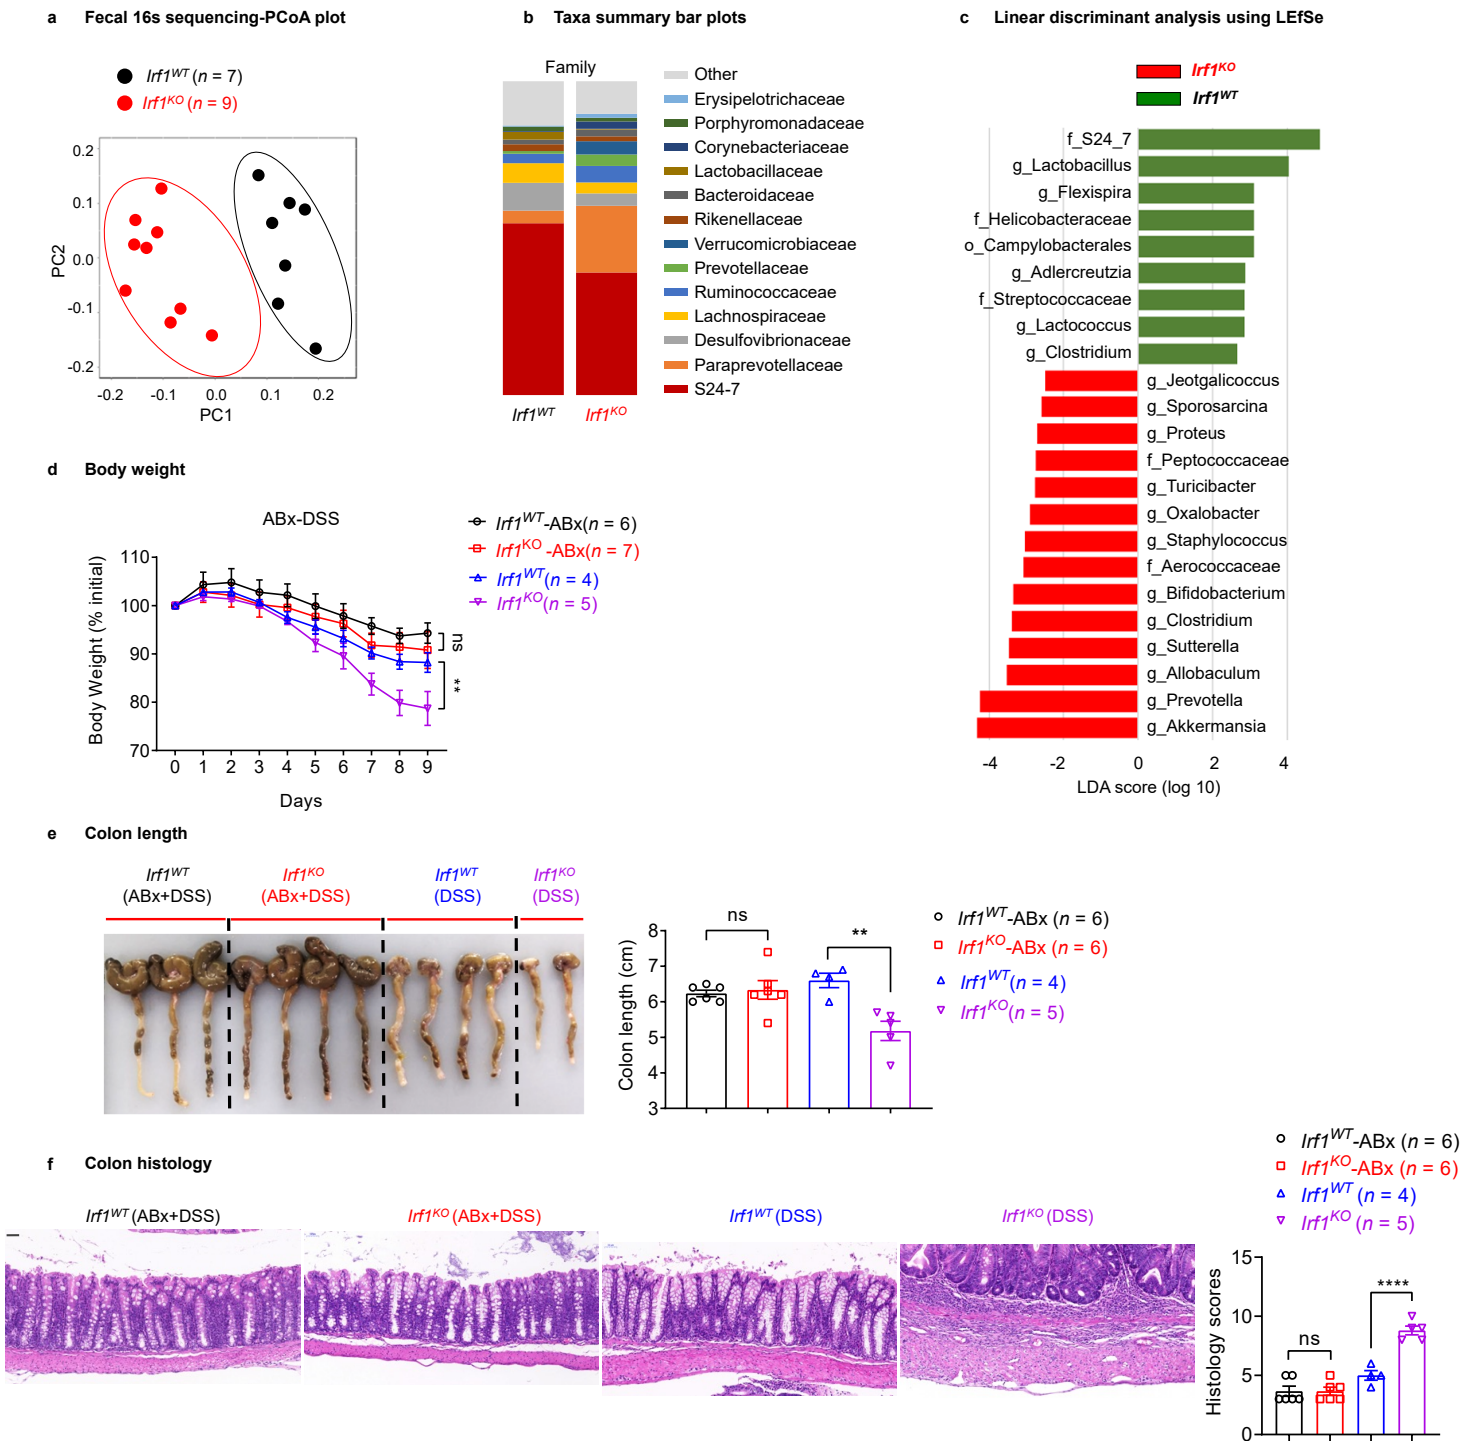 a Fecal 16s sequencing-PCoA plot
Irf1WT (n = 7)
Irf1KO (n = 9)
0.2
0.1
0.0
-0.1
-0.2
PC2
-0.2 -0.1 0.0 0.1 0.2
PC1
b Taxa summary bar plots
Family
Other
Erysipelotrichaceae
Porphyromonadaceae
Corynebacteriaceae
Lactobacillaceae
Bacteroidaceae
Rikenellaceae
Verrucomicrobiaceae
Prevotellaceae
Ruminococcaceae
Lachnospiraceae
Desulfovibrionaceae
Paraprevotellaceae
S24-7
Irf1WT Irf1KO
c Linear discriminant analysis using LEfSe
Irf1KO
Irf1WT
f_S24_7
g_Lactobacillus
g_Flexispira
f_Helicobacteraceae
o_Campylobacterales
g_Adlercreutzia
f_Streptococcaceae
g_Lactococcus
g_Clostridium
g_Jeotgalicoccus
g_Sporosarcina
g_Proteus
f_Peptococcaceae
g_Turicibacter
g_Oxalobacter
g_Staphylococcus
f_Aerococcaceae
g_Bifidobacterium
g_Clostridium
g_Sutterella
g_Allobaculum
g_Prevotella
g_Akkermansia
-4 -2 0 2 4
LDA score (log 10)
d Body weight
ABx-DSS
Irf1WT-ABx(n = 6)
Irf1KO -ABx(n = 7)
Irf1WT(n = 4)
Irf1KO(n = 5)
110
100
90
80
70
Body Weight (% initial)
ns
**
0 1 2 3 4 5 6 7 8 9
Days
e Colon length
Irf1WT Irf1KO Irf1WT Irf1KO
(ABx+DSS) (ABx+DSS) (DSS) (DSS)
8
7
6
5
4
3
Colon length (cm)
ns
**
Irf1WT-ABx (n = 6)
Irf1KO-ABx (n = 6)
Irf1WT (n = 4)
Irf1KO(n = 5)
f Colon histology
Irf1WT (ABx+DSS) Irf1KO (ABx+DSS) Irf1WT (DSS) Irf1KO (DSS)
Irf1WT-ABx (n = 6)
Irf1KO-ABx (n = 6)
Irf1WT (n = 4)
Irf1KO (n = 5)
15
10
5
0
Histology scores
ns
****